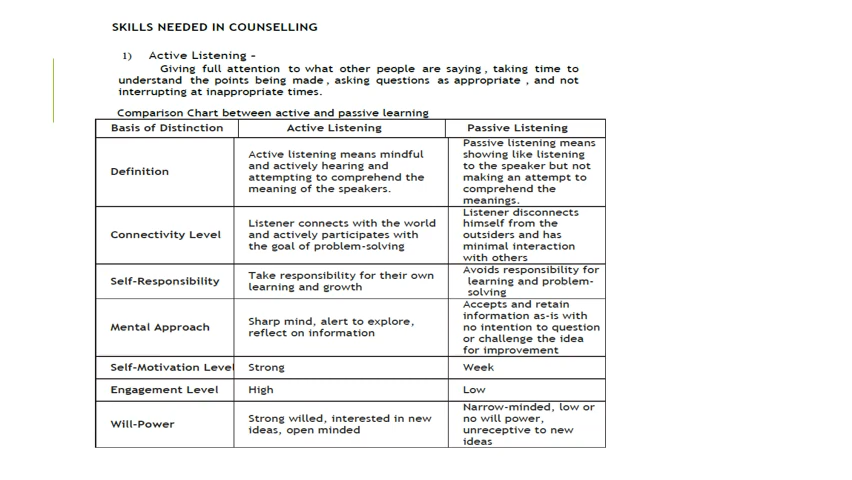 SKILLS NEEDED IN COUNSELLING
1) Active Listening –
Giving full attention to what other people are saying , taking time to
understand the points being made , asking questions as appropriate , and not
interrupting at inappropriate times.
Comparison Chart between active and passive learning
Basis of Distinction Active Listening Passive Listening
Definition
Active listening means mindful
and actively hearing and
attempting to comprehend the
meaning of the speakers.
Passive listening means
showing like listening
to the speaker but not
making an attempt to
comprehend the
meanings.
Connectivity Level
Listener connects with the world
and actively participates with
the goal of problem-solving
Listener disconnects
himself from the
outsiders and has
minimal interaction
with others
Self-Responsibility
Take responsibility for their own
learning and growth
Avoids responsibility for
learning and problem-
solving
Mental Approach
Sharp mind, alert to explore,
reflect on information
Accepts and retain
information as-is with
no intention to question
or challenge the idea
for improvement
Self-Motivation Level Strong Week
Engagement Level High Low
Will-Power
Strong willed, interested in new
ideas, open minded
Narrow-minded, low or
no will power,
unreceptive to new
ideas